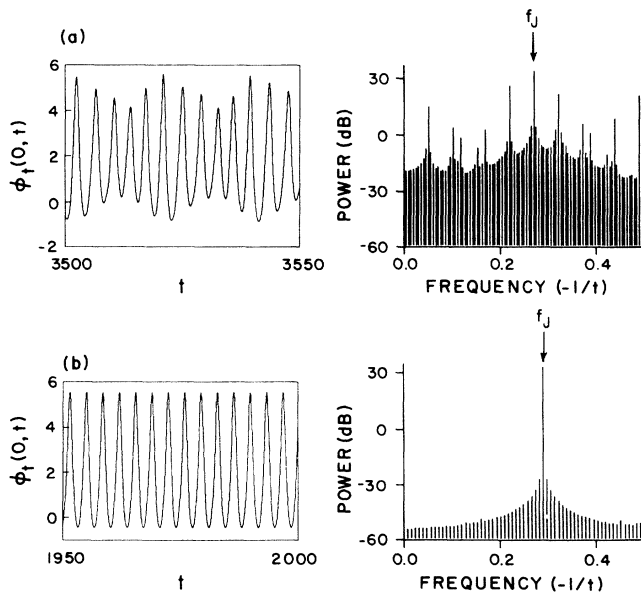 (a)
6
4
2
0
-2
ϕt(0,t)
3500
3550
t
fJ
30
0
-30
-60
POWER (dB)
0.0
0.2
0.4
FREQUENCY (-1/t)
(b)
6
4
2
0
ϕt(0,t)
1950
2000
t
fJ
30
0
-30
-60
POWER (dB)
0.0
0.2
0.4
FREQUENCY (-1/t)